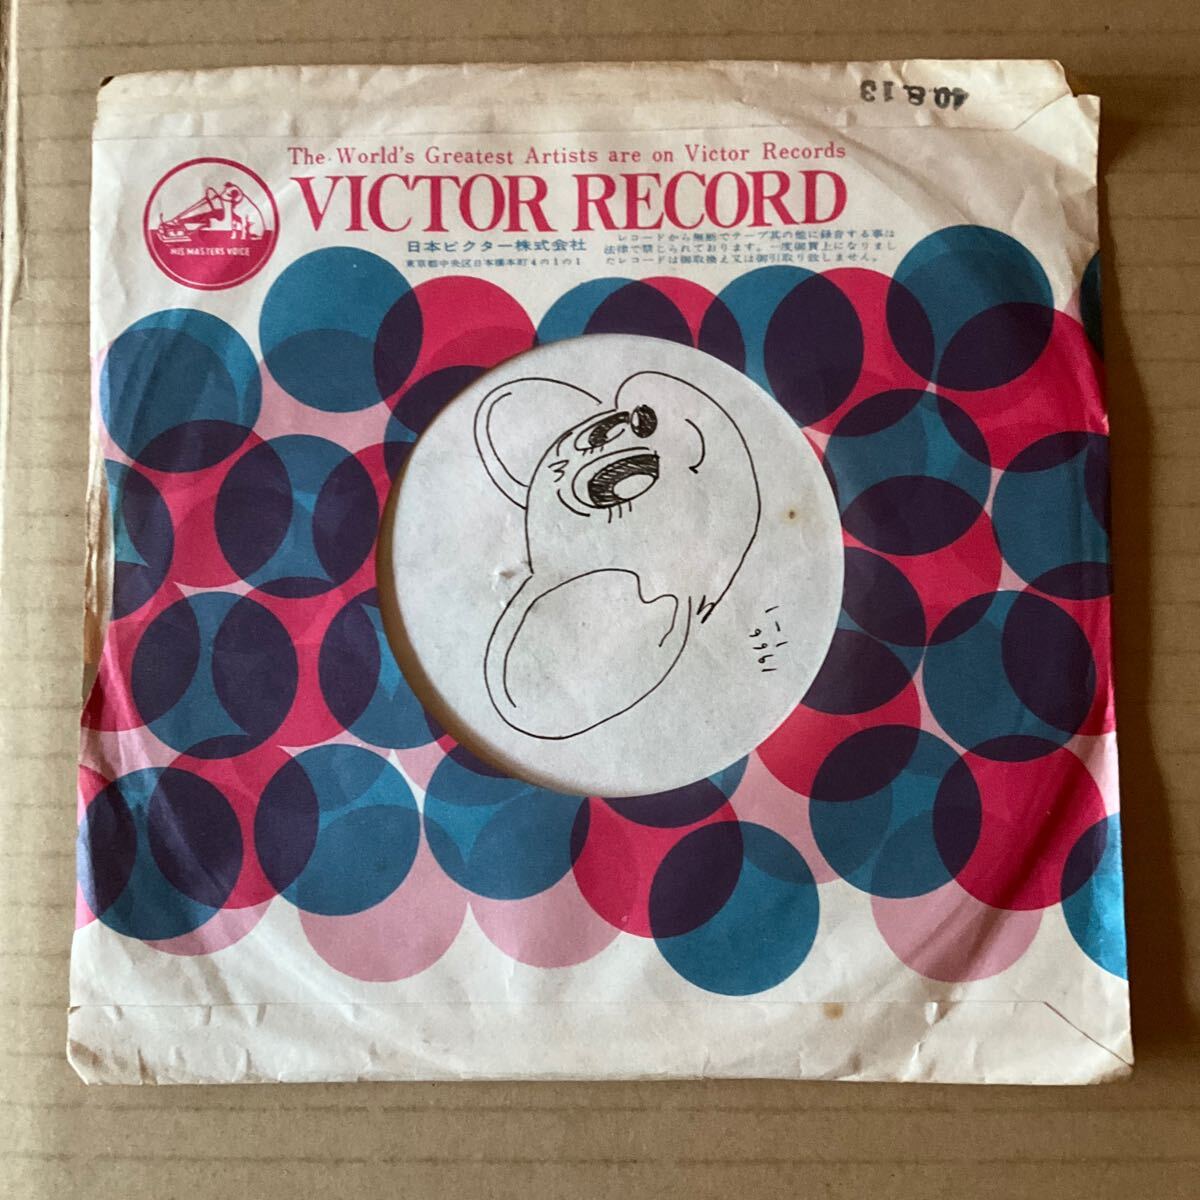 40.8.13
The World's Greatest Artists are on Victor Records
VICTOR RECORD
HIS MASTERS VOICE
日本ビクター株式会社
東京都中央区日本橋本町4の1の1
レコードから無断でテープ其の他に録音する事は
法律で禁じられております。一度御買上になりまし
たレコードは御取換え又は御引取り致しません。
1966
1-1